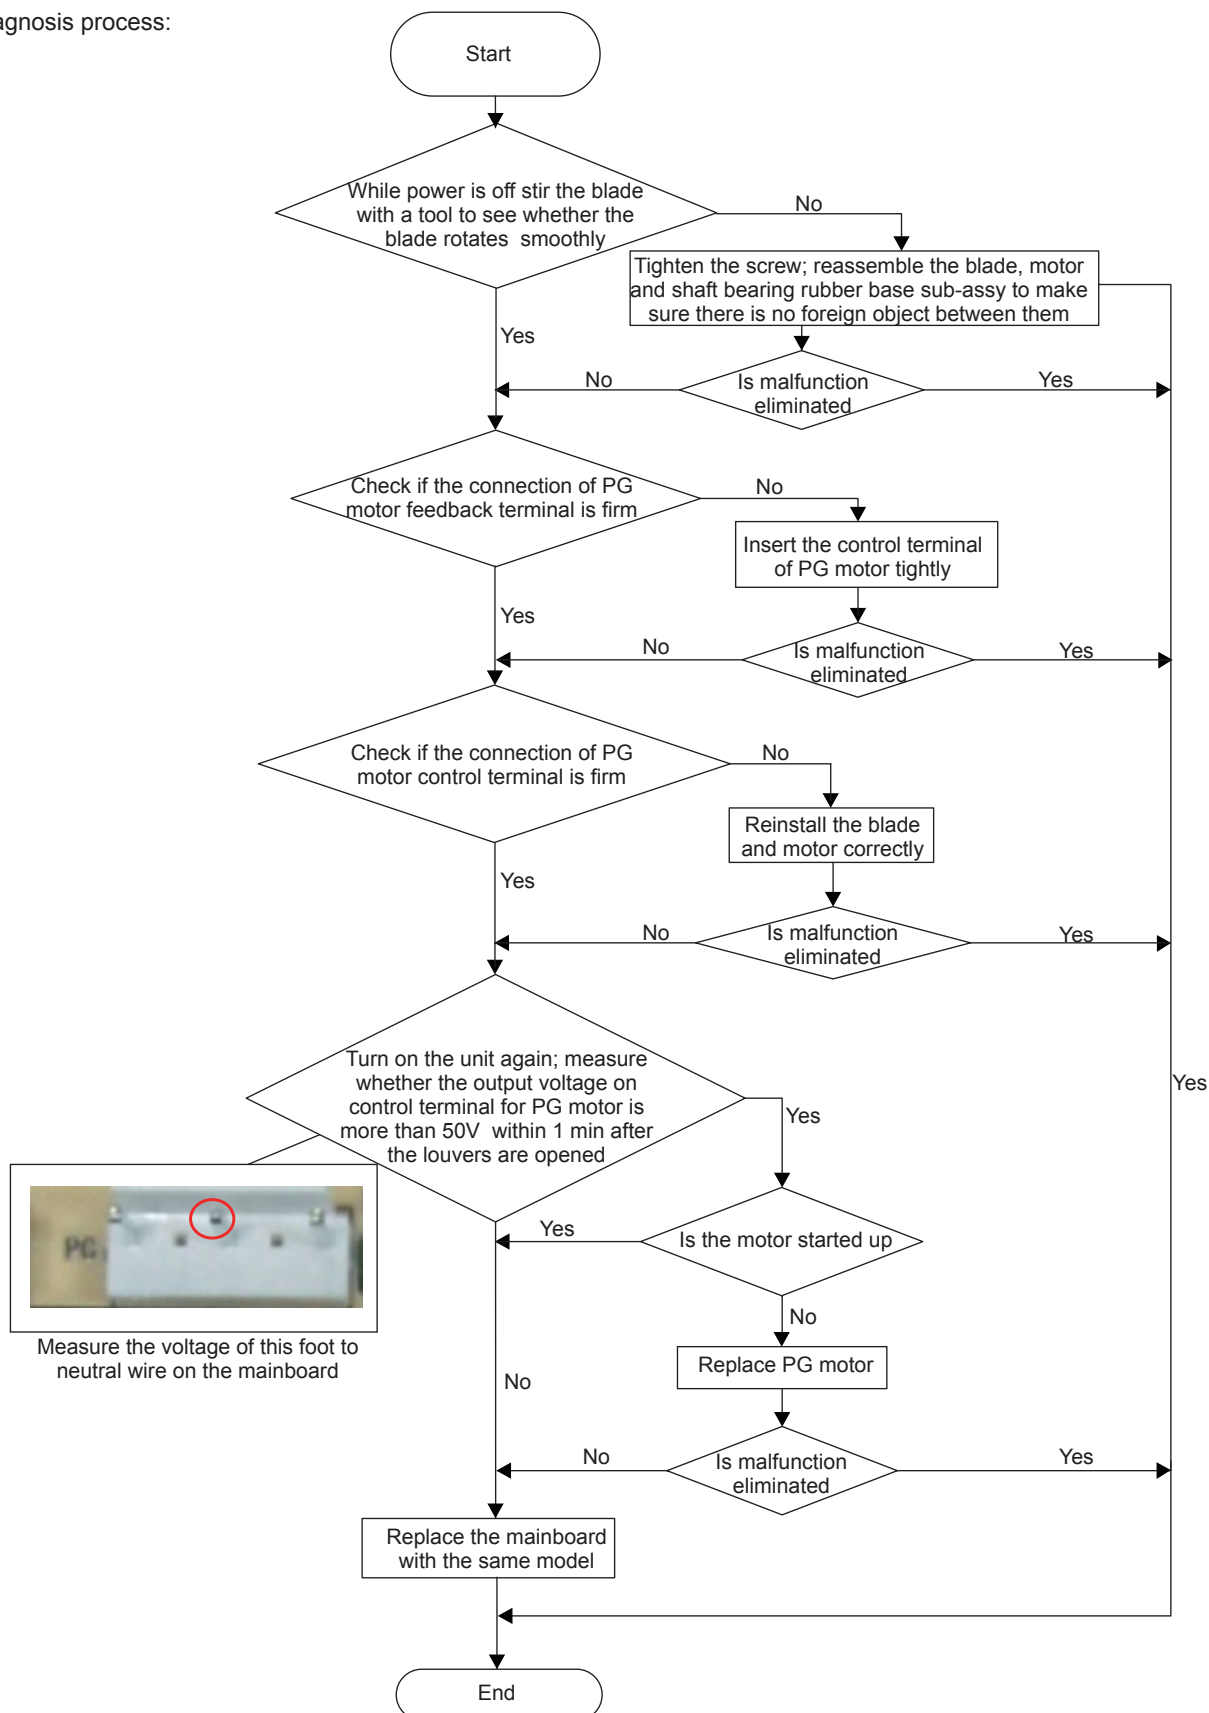 agnosis process:
Start
While power is off stir the blade
with a tool to see whether the
blade rotates smoothly
No
Tighten the screw; reassemble the blade, motor
and shaft bearing rubber base sub-assy to make
sure there is no foreign object between them
Yes
No
Is malfunction
eliminated
Yes
Check if the connection of PG
motor feedback terminal is firm
No
Insert the control terminal
of PG motor tightly
Yes
No
Is malfunction
eliminated
Yes
Check if the connection of PG
motor control terminal is firm
No
Reinstall the blade
and motor correctly
Yes
No
Is malfunction
eliminated
Yes
Turn on the unit again; measure
whether the output voltage on
control terminal for PG motor is
more than 50V within 1 min after
the louvers are opened
Yes
Yes
PG
Yes
Is the motor started up
No
Measure the voltage of this foot to
neutral wire on the mainboard
Replace PG motor
No
No
Is malfunction
eliminated
Yes
Replace the mainboard
with the same model
End